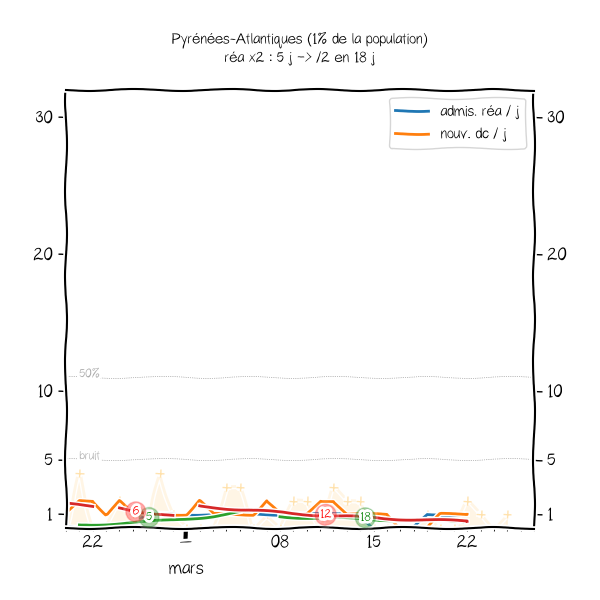 Pyrénées-Atlantiques (1% de la population)
réa x2 : 5 j -> /2 en 18 j
admis. réa / j
nouv. dc / j
30 30
20 20
50%
10 10
bruit
5 5
6 5 12 18
1 1
22 1 08 15 22
mars